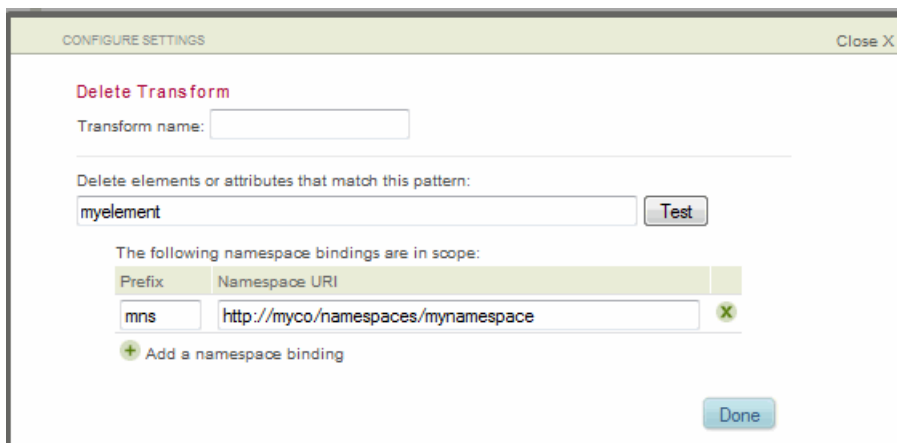 CONFIGURE SETTINGS Close X
Delete Transform
Transform name:
Delete elements or attributes that match this pattern:
myelement Test
The following namespace bindings are in scope:
Prefix Namespace URI
mns http://myco/namespaces/mynamespace X
+ Add a namespace binding
Done